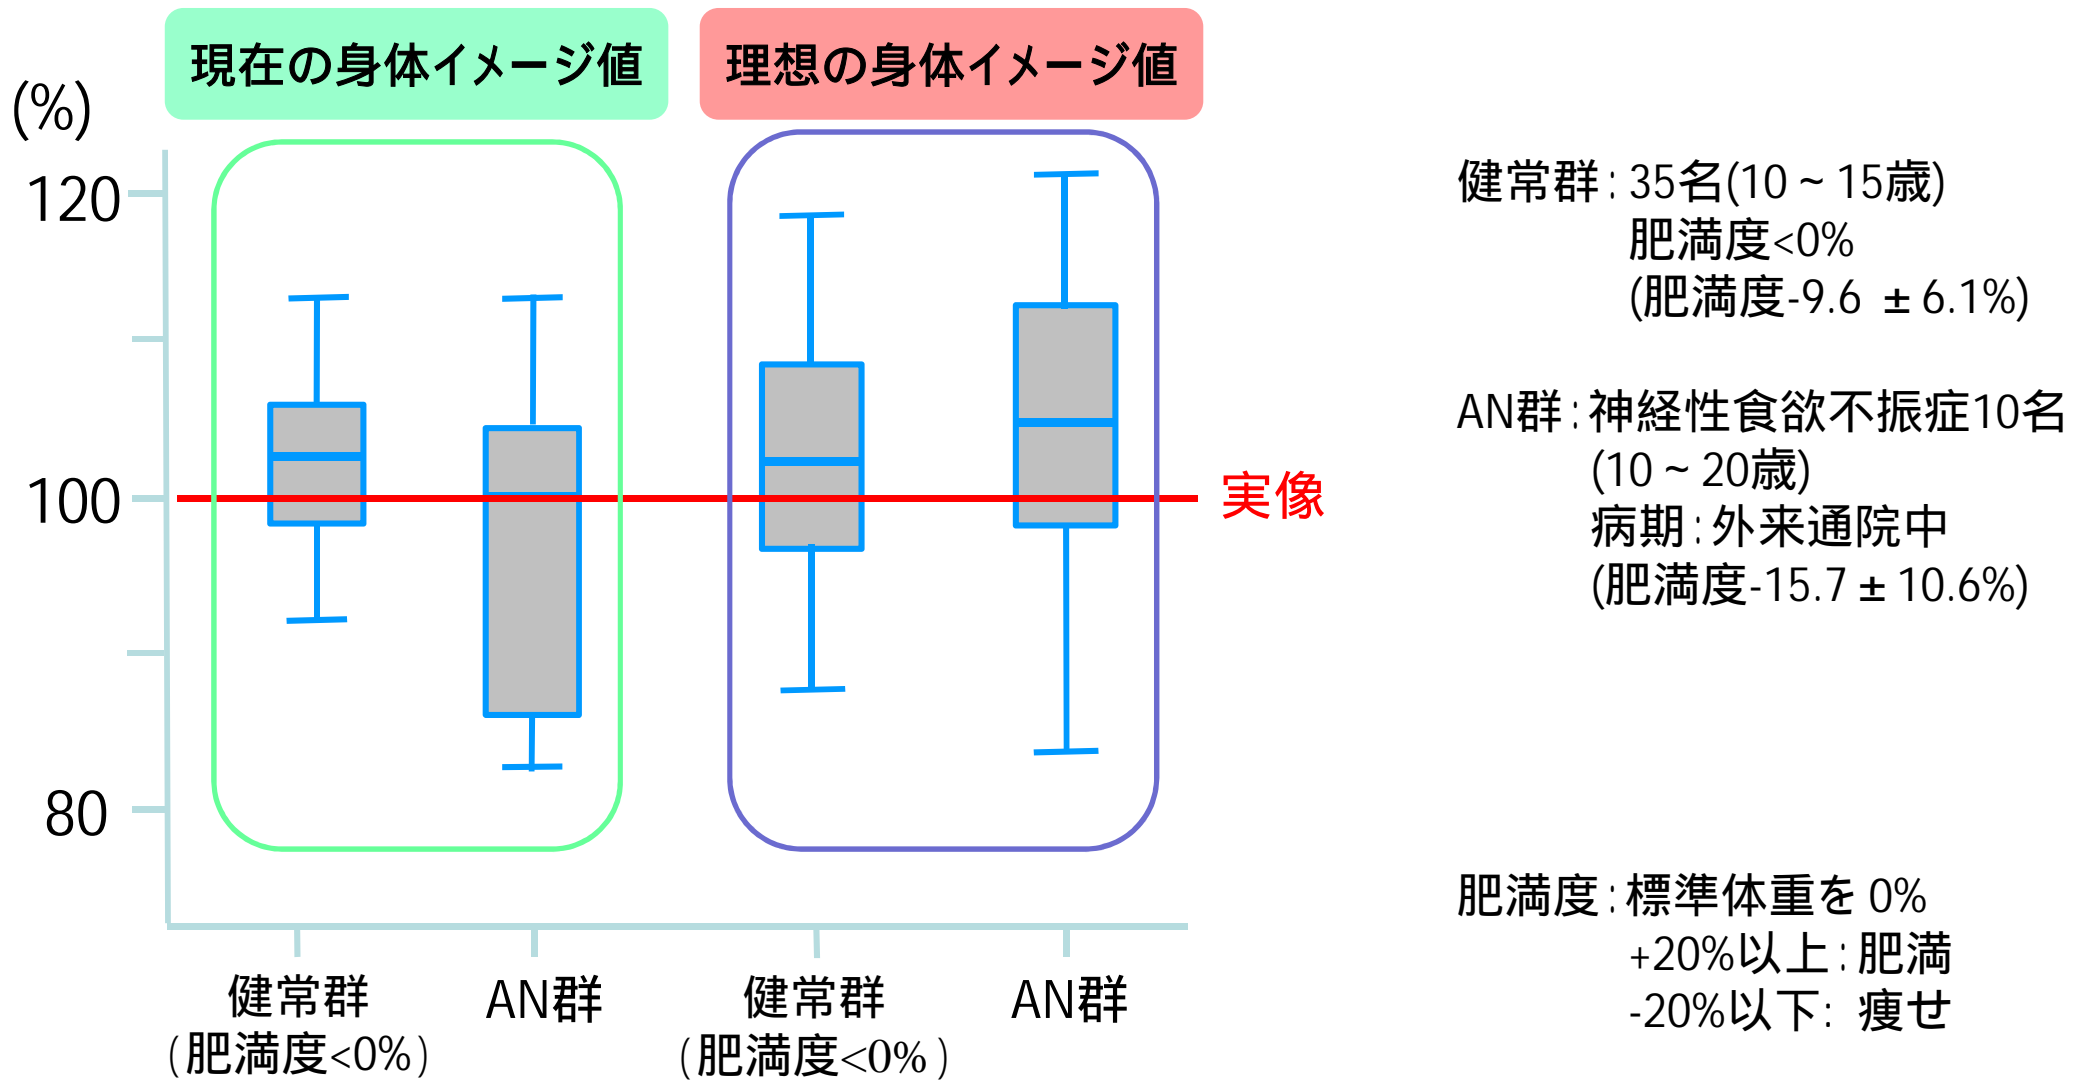 現在の身体イメージ値
理想の身体イメージ値
(%)
120
100
80
実像
健常群
(肥満度<0%)
AN群
健常群
(肥満度<0%)
AN群
健常群:35名(10~15歳)
肥満度<0%
(肥満度-9.6 ±6.1%)
AN群:神経性食欲不振症10名
(10~20歳)
病期:外来通院中
(肥満度-15.7±10.6%)
肥満度:標準体重を0%
+20%以上:肥満
-20%以下: 痩せ